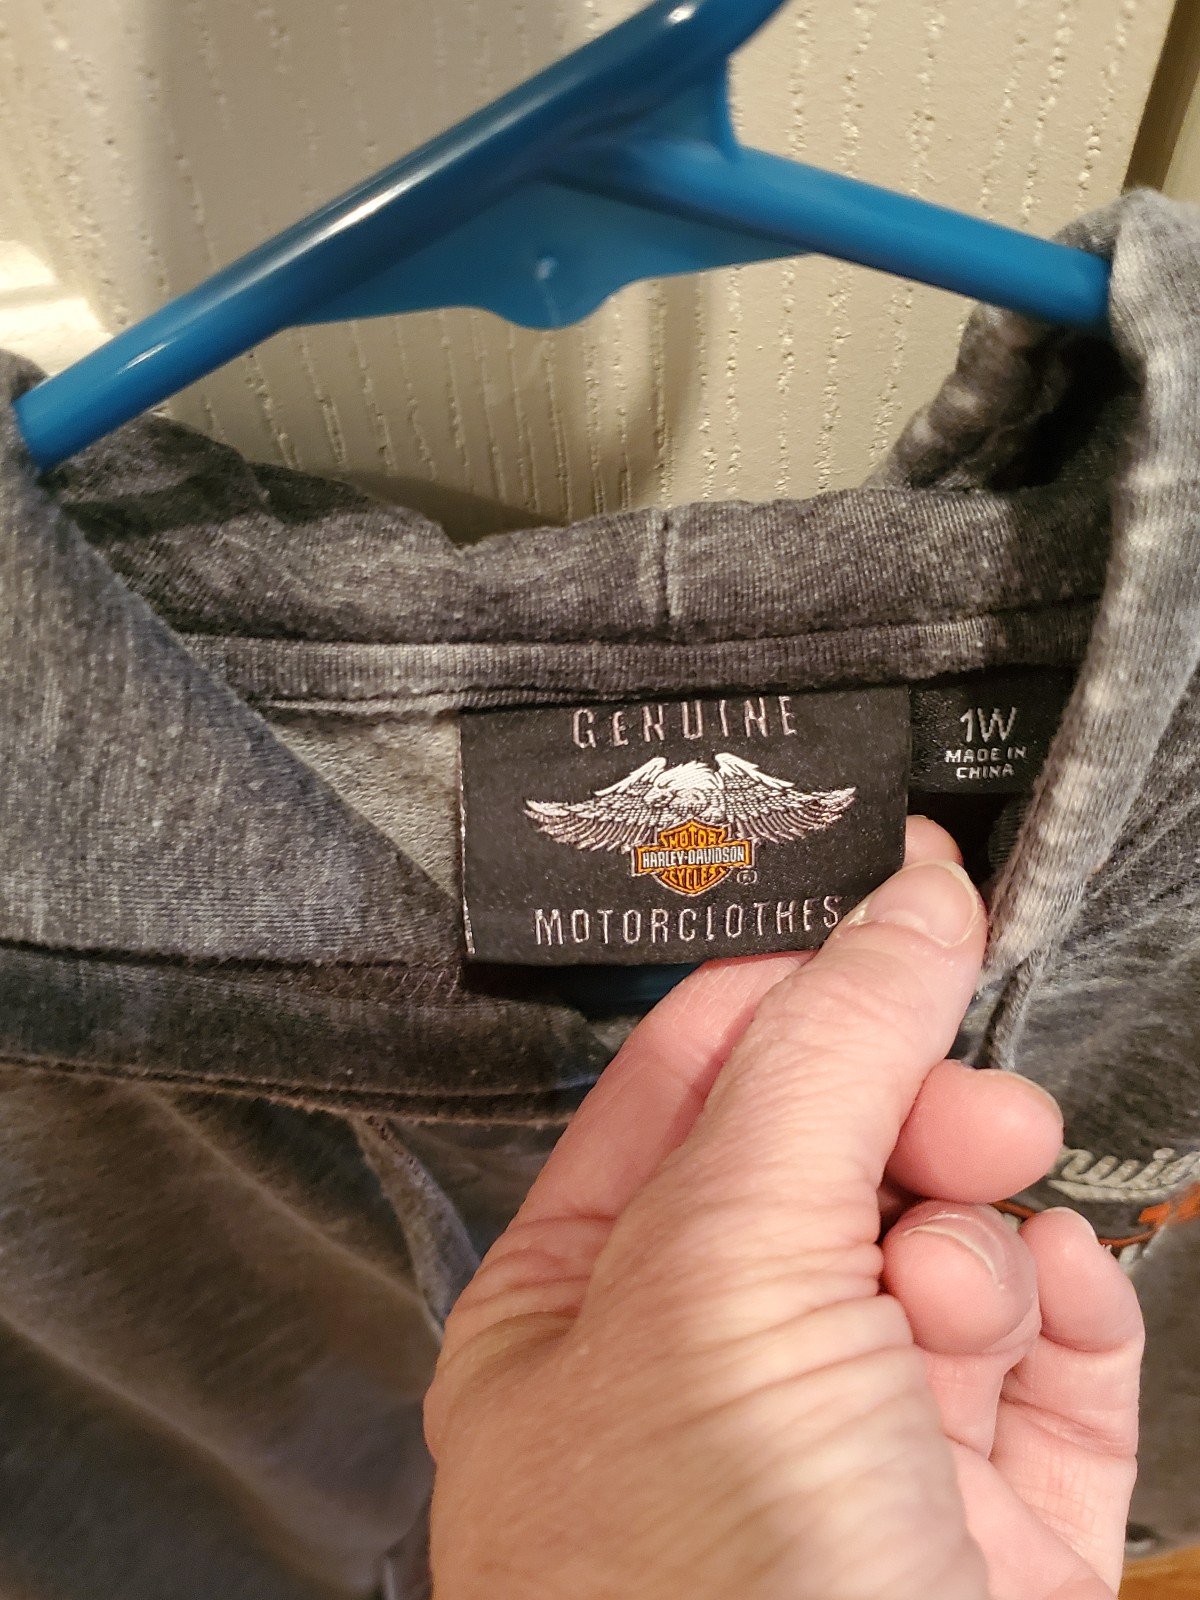 GENUINE
MOTOR
HARLEY-DAVIDSON
CYCLES
®
MOTORCLOTHES
1W
MADE IN
CHINA